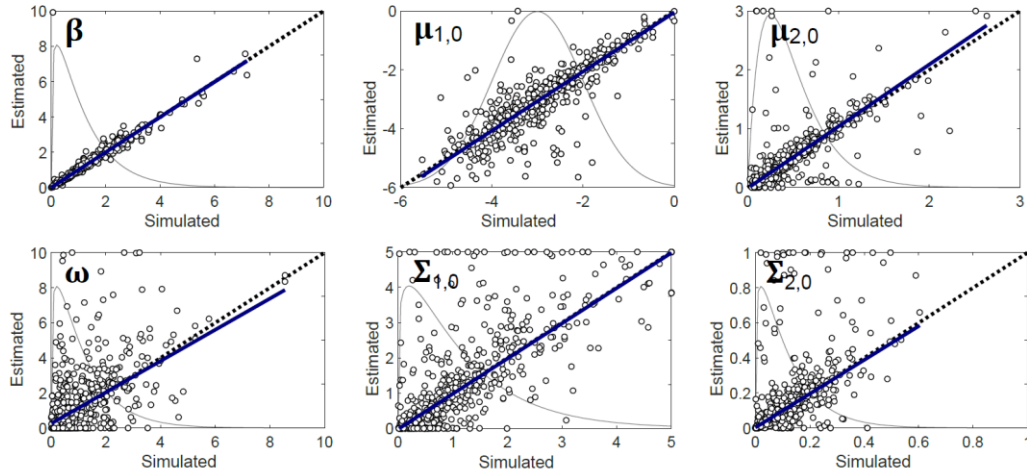 β
Estimated
10
8
6
4
2
0
0 2 4 6 8 10
Simulated
μ1,0
Estimated
0
-2
-4
-6
-6 -4 -2 0
Simulated
μ2,0
Estimated
3
2
1
0
0 1 2 3
Simulated
ω
Estimated
10
8
6
4
2
0
0 2 4 6 8 10
Simulated
Σ1,0
Estimated
5
4
3
2
1
0
0 1 2 3 4 5
Simulated
Σ2,0
Estimated
1
0.8
0.6
0.4
0.2
0
0 0.2 0.4 0.6 0.8 1
Simulated